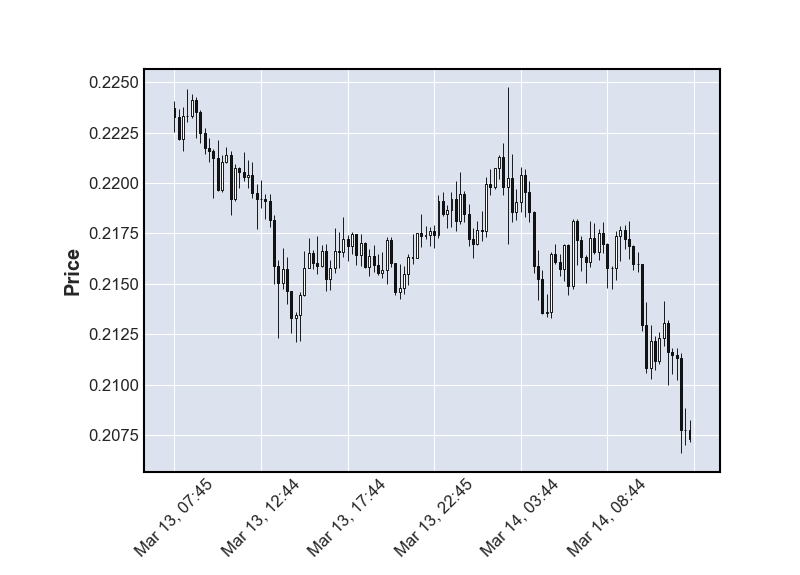 0.2250
0.2225
0.2200
0.2175
0.2150
0.2125
0.2100
0.2075
Price
Mar 13, 07:45
Mar 13, 12:44
Mar 13, 17:44
Mar 13, 22:45
Mar 14, 03:44
Mar 14, 08:44